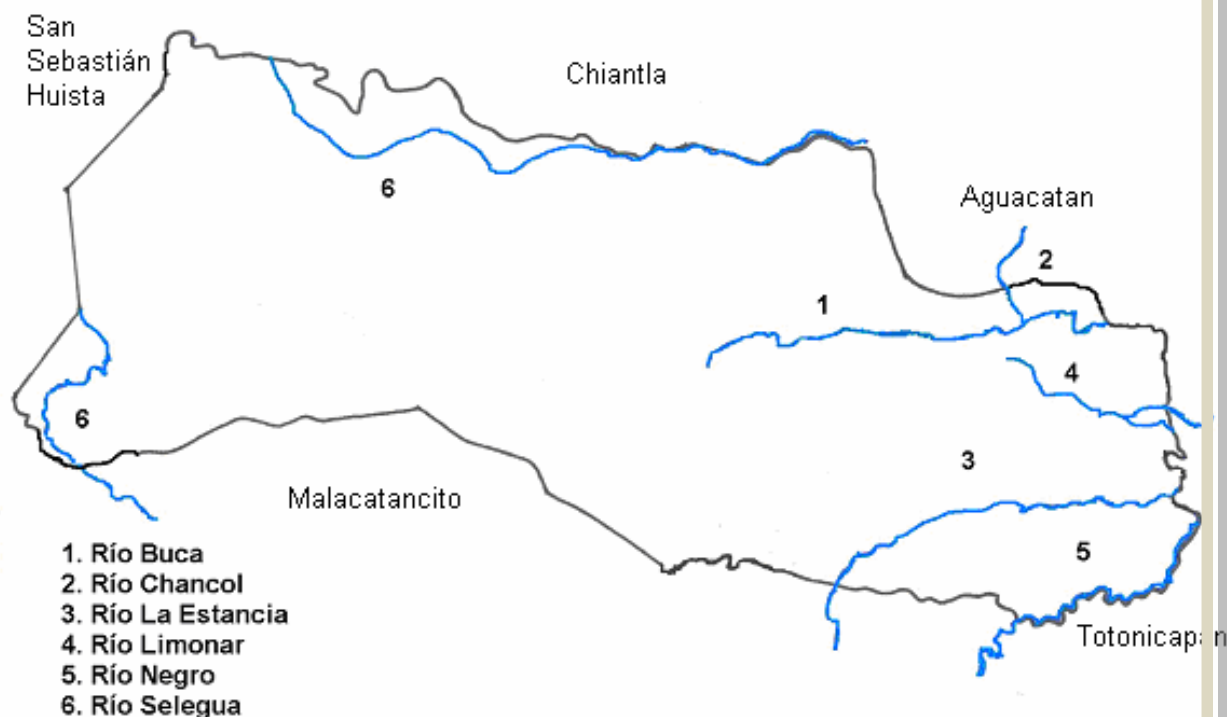 San
Sebastián
Huista
Chiantla
6
Aguacatan
2
1
4
6
3
Malacatancito
5
Totonicapán
1. Río Buca
2. Río Chancol
3. Río La Estancia
4. Río Limonar
5. Río Negro
6. Río Selegua